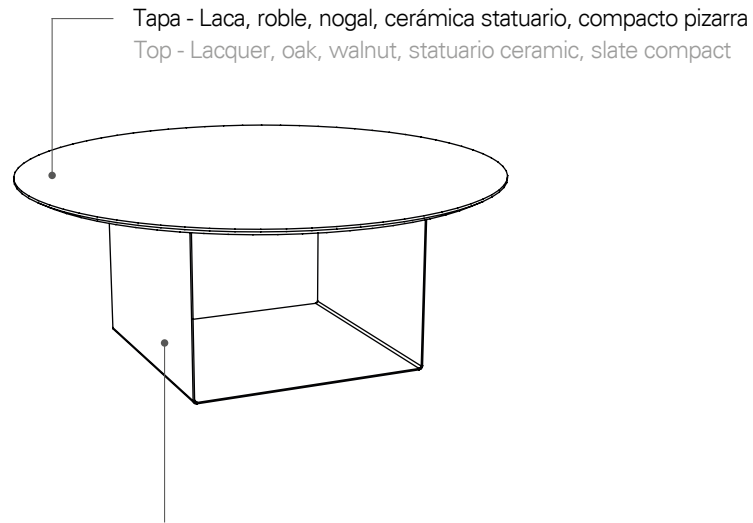 Tapa - Laca, roble, nogal, cerámica statuario, compacto pizarra
Top - Lacquer, oak, walnut, statuario ceramic, slate compact